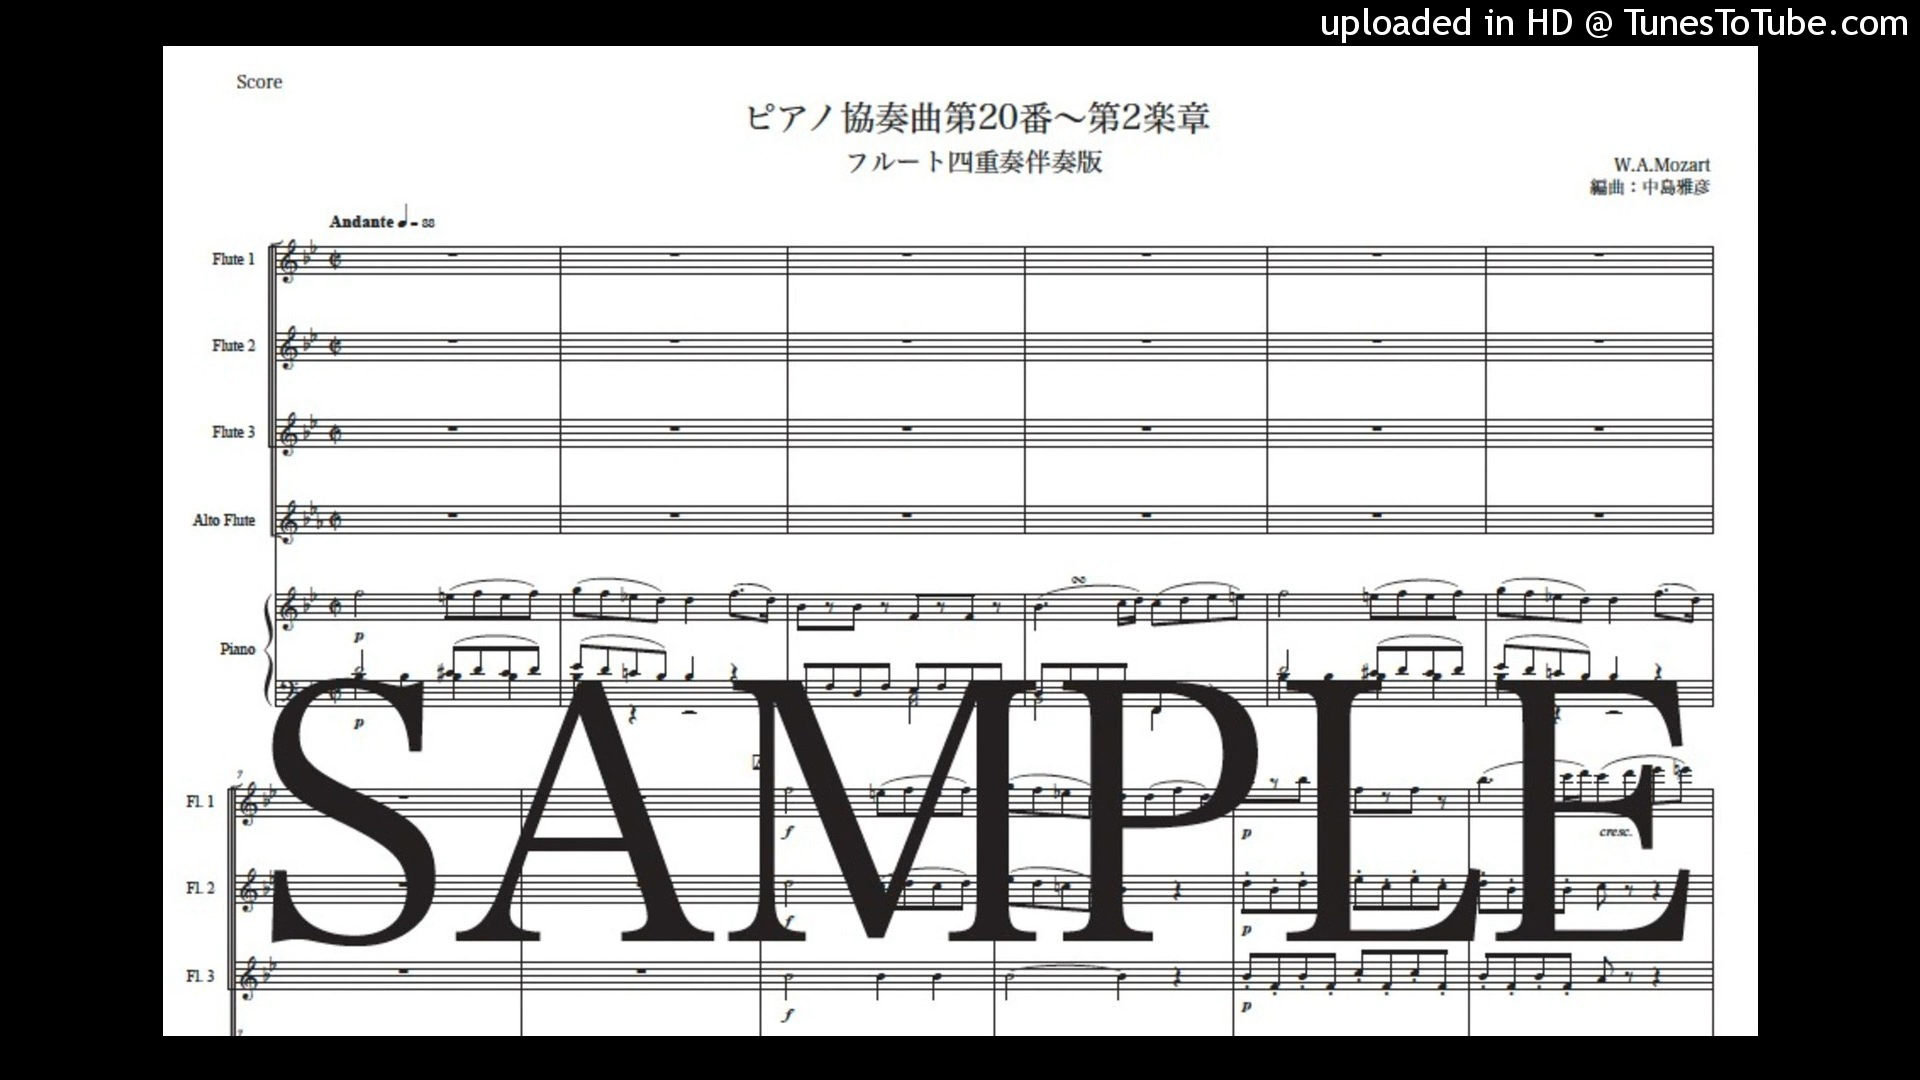 uploaded in HD @ TunesToTube.com
Score
ピアノ協奏曲第20番～第2楽章
フルート四重奏伴奏版
W.A.Mozart
編曲：中島雅彦
Andante ♩= 88
Flute 1
Flute 2
Flute 3
Alto Flute
Piano
p
p
SAMPLE
7
Fl. 1
f
p
cresc.
Fl. 2
f
p
Fl. 3
f
p